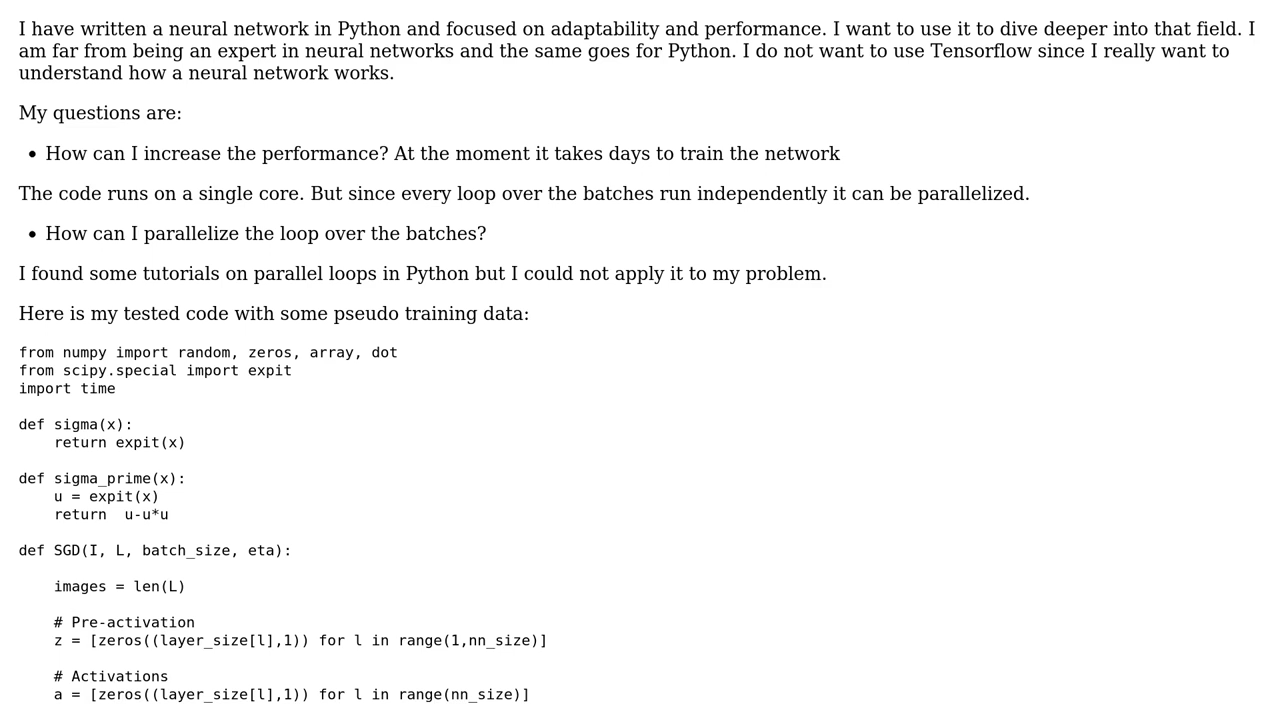 I have written a neural network in Python and focused on adaptability and performance. I want to use it to dive deeper into that field. I
am far from being an expert in neural networks and the same goes for Python. I do not want to use Tensorflow since I really want to
understand how a neural network works.
My questions are:
• How can I increase the performance? At the moment it takes days to train the network
The code runs on a single core. But since every loop over the batches run independently it can be parallelized.
• How can I parallelize the loop over the batches?
I found some tutorials on parallel loops in Python but I could not apply it to my problem.
Here is my tested code with some pseudo training data:
from numpy import random, zeros, array, dot
from scipy.special import expit
import time
def sigma(x):
    return expit(x)
def sigma_prime(x):
    u = expit(x)
    return  u-u*u
def SGD(I, L, batch_size, eta):
    images = len(L)
    # Pre-activation
    z = [zeros((layer_size[l],1)) for l in range(1,nn_size)]
    # Activations
    a = [zeros((layer_size[l],1)) for l in range(nn_size)]